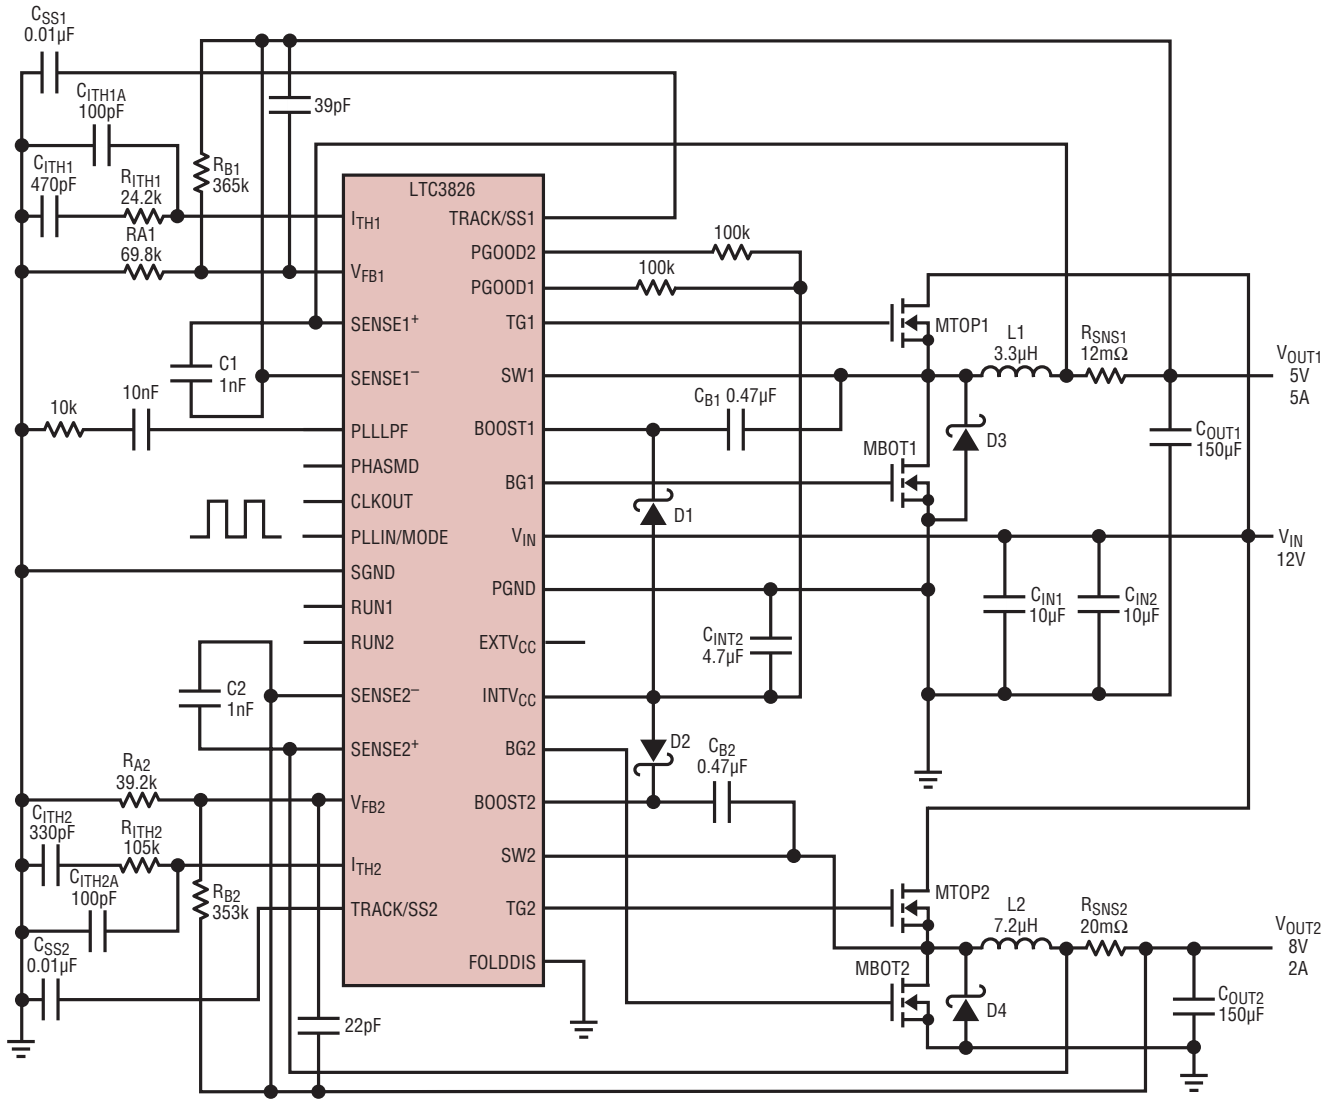 CSS1
0.01µF
CITH1A
100pF
39pF
CITH1
470pF
RITH1
24.2k
RB1
365k
RA1
69.8k
LTC3826
ITH1
TRACK/SS1
VFB1
PGOOD2
100k
PGOOD1
100k
SENSE1+
TG1
MTOP1
L1
3.3µH
RSNS1
12mΩ
VOUT1
5V
5A
C1
1nF
SENSE1–
SW1
CB1 0.47µF
10k
10nF
PLLLPF
BOOST1
MBOT1
D3
COUT1
150µF
PHASMD
BG1
CLKOUT
D1
PLLIN/MODE
VIN
VIN
12V
SGND
PGND
CIN1
10µF
CIN2
10µF
RUN1
RUN2
EXTVCC
CINT2
4.7µF
C2
1nF
SENSE2–
INTVCC
SENSE2+
BG2
D2
CB2
0.47µF
RA2
39.2k
VFB2
BOOST2
CITH2
330pF
RITH2
105k
ITH2
SW2
CITH2A
100pF
RB2
353k
TRACK/SS2
TG2
MTOP2
L2
7.2µH
RSNS2
20mΩ
VOUT2
8V
2A
CSS2
0.01µF
FOLDDIS
MBOT2
D4
COUT2
150µF
22pF